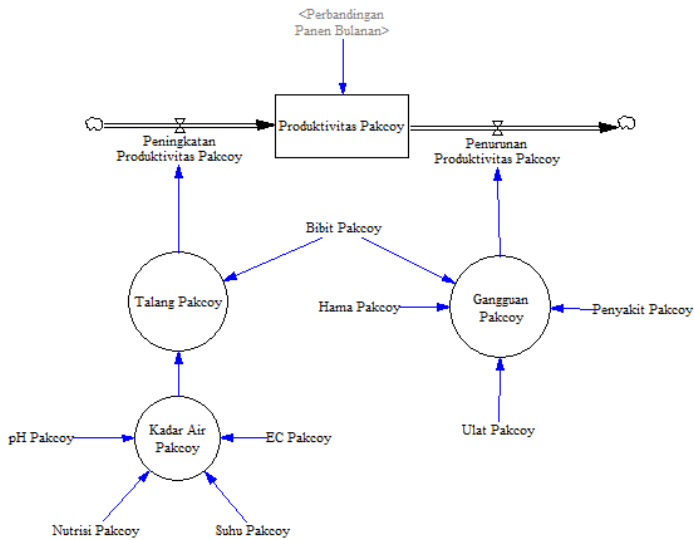 <Perbandingan
Panen Bulanan>
Produktivitas Pakcoy
Peningkatan
Produktivitas Pakcoy
Penurunan
Produktivitas Pakcoy
Bibit Pakcoy
Talang Pakcoy
Hama Pakcoy
Gangguan
Pakcoy
Penyakit Pakcoy
Kadar Air
Pakcoy
pH Pakcoy
EC Pakcoy
Ulat Pakcoy
Nutrisi Pakcoy
Suhu Pakcoy